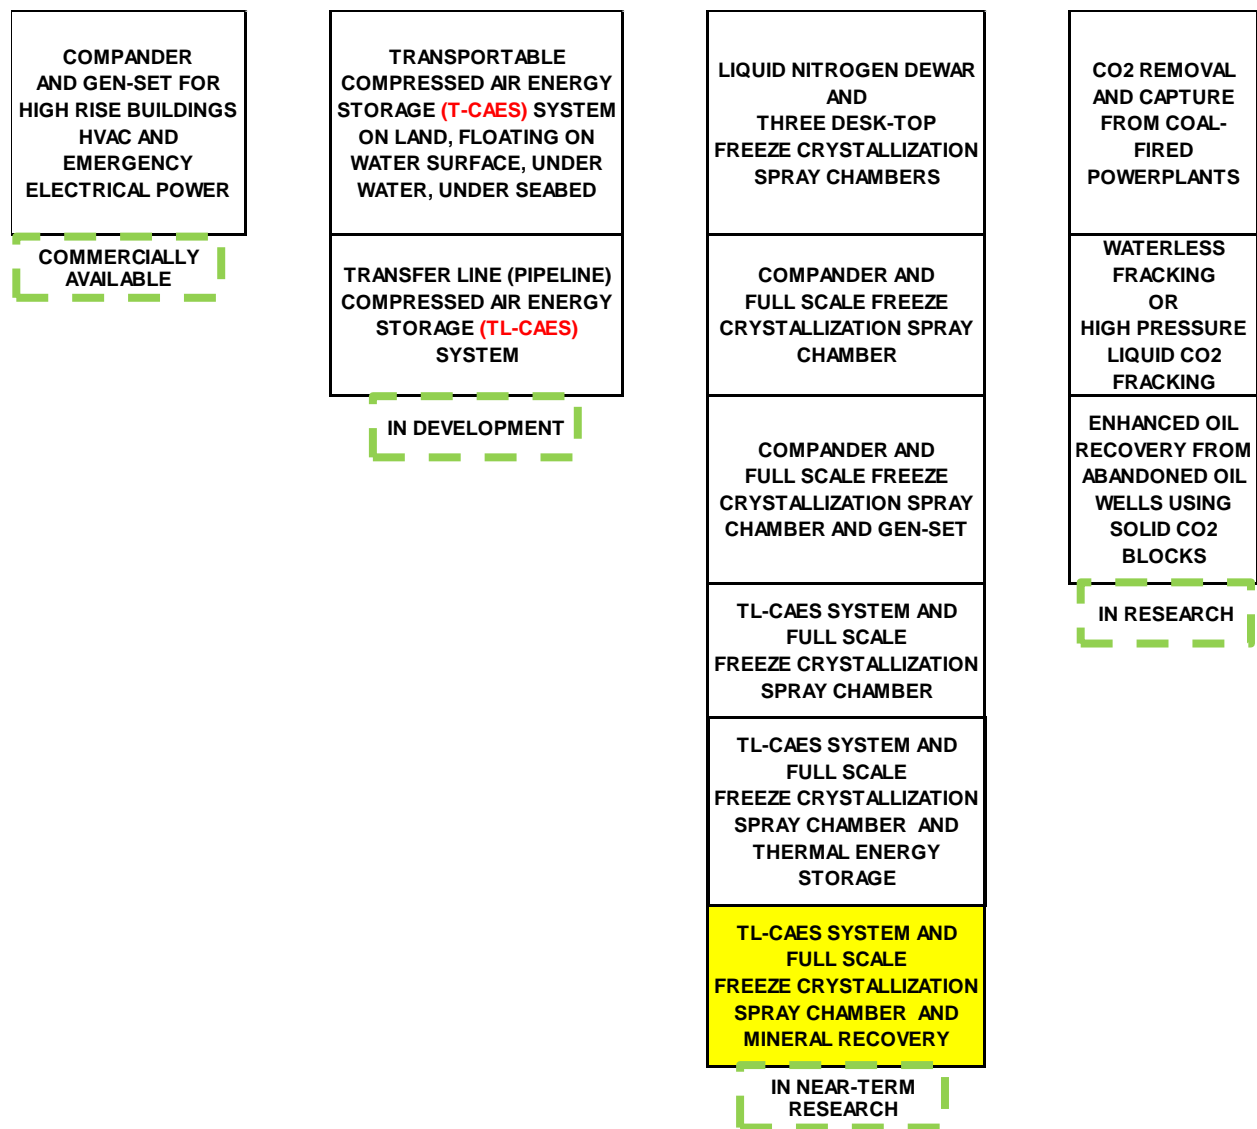 COMPANDER
AND GEN-SET FOR
HIGH RISE BUILDINGS
HVAC AND
EMERGENCY
ELECTRICAL POWER
COMMERCIALLY
AVAILABLE
TRANSPORTABLE
COMPRESSED AIR ENERGY
STORAGE (T-CAES) SYSTEM
ON LAND, FLOATING ON
WATER SURFACE, UNDER
WATER, UNDER SEABED
TRANSFER LINE (PIPELINE)
COMPRESSED AIR ENERGY
STORAGE (TL-CAES)
SYSTEM
IN DEVELOPMENT
LIQUID NITROGEN DEWAR
AND
THREE DESK-TOP
FREEZE CRYSTALLIZATION
SPRAY CHAMBERS
COMPANDER AND
FULL SCALE FREEZE
CRYSTALLIZATION SPRAY
CHAMBER
COMPANDER AND
FULL SCALE FREEZE
CRYSTALLIZATION SPRAY
CHAMBER AND GEN-SET
TL-CAES SYSTEM AND
FULL SCALE
FREEZE CRYSTALLIZATION
SPRAY CHAMBER
TL-CAES SYSTEM AND
FULL SCALE
FREEZE CRYSTALLIZATION
SPRAY CHAMBER AND
THERMAL ENERGY
STORAGE
TL-CAES SYSTEM AND
FULL SCALE
FREEZE CRYSTALLIZATION
SPRAY CHAMBER AND
MINERAL RECOVERY
IN NEAR-TERM
RESEARCH
CO2 REMOVAL
AND CAPTURE
FROM COAL-
FIRED
POWERPLANTS
WATERLESS
FRACKING
OR
HIGH PRESSURE
LIQUID CO2
FRACKING
ENHANCED OIL
RECOVERY FROM
ABANDONED OIL
WELLS USING
SOLID CO2
BLOCKS
IN RESEARCH